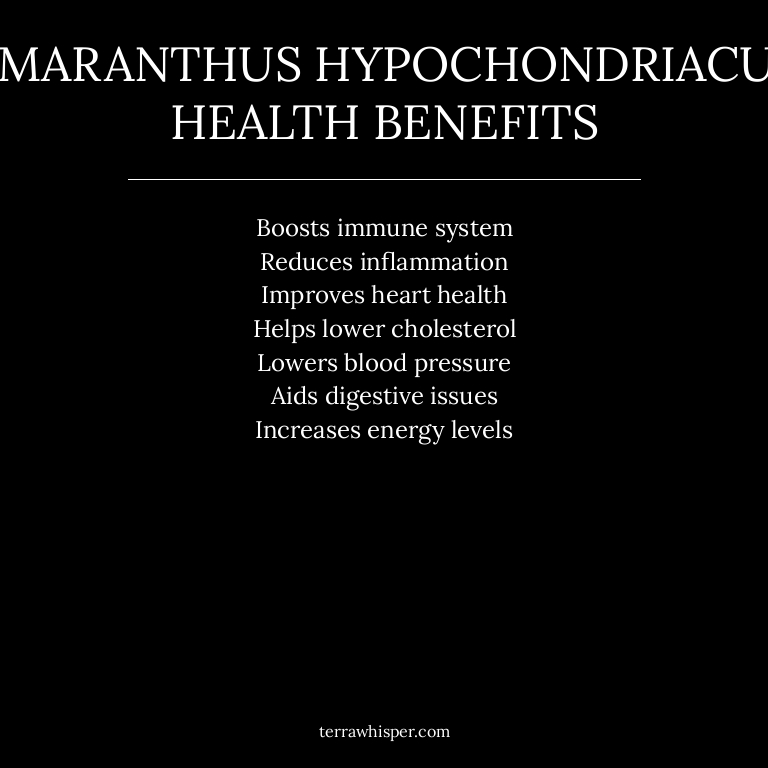 MARANTHUS HYPOCHONDRIACU
HEALTH BENEFITS
Boosts immune system
Reduces inflammation
Improves heart health
Helps lower cholesterol
Lowers blood pressure
Aids digestive issues
Increases energy levels
terrawhisper.com